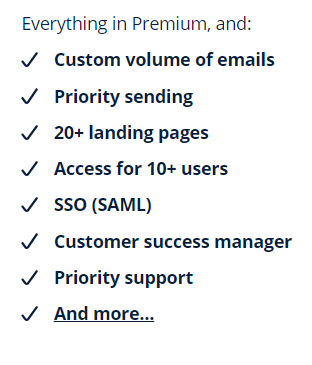 Everything in Premium, and:
Custom volume of emails
Priority sending
20+ landing pages
Access for 10+ users
SSO (SAML)
Customer success manager
Priority support
And more...